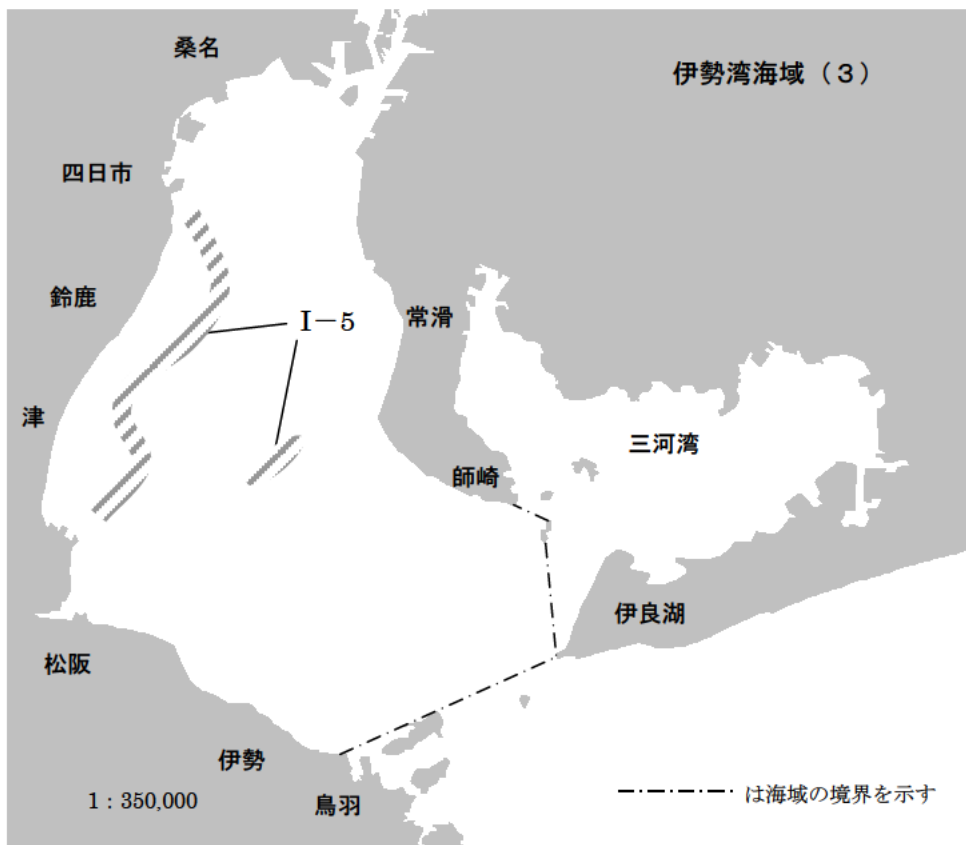 桑名
伊勢湾海域（３）
四日市
鈴鹿
Ⅰ－5
常滑
津
三河湾
師崎
伊良湖
松阪
伊勢
1：350,000
鳥羽
は海域の境界を示す